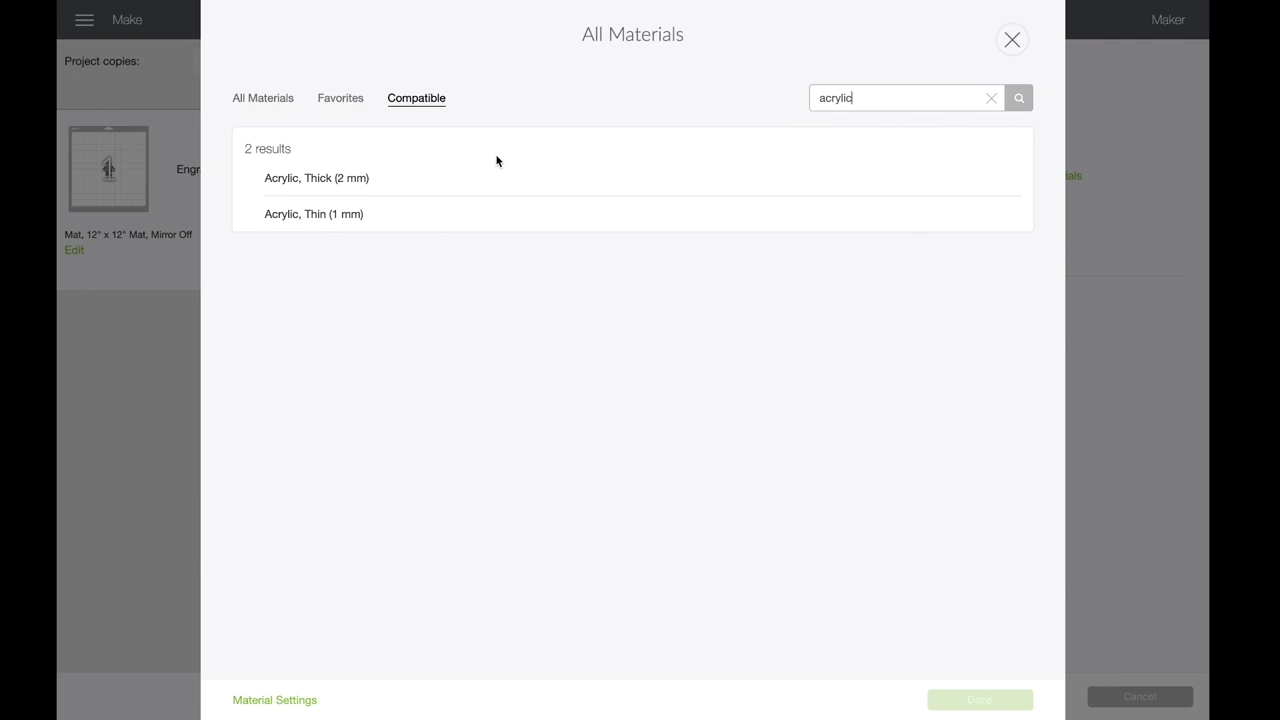 Make
Maker
All Materials
Project copies:
All Materials
Favorites
Compatible
acrylic
2 results
Acrylic, Thick (2 mm)
Acrylic, Thin (1 mm)
Engr
ials
Mat, 12" x 12" Mat, Mirror Off
Edit
Material Settings
Done
Cancel